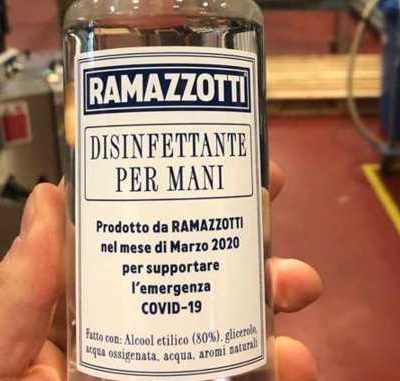 RAMAZZOTTI
DISINFETTANTE
PER MANI
Prodotto da RAMAZZOTTI
nel mese di Marzo 2020
per supportare
l'emergenza
COVID-19
Fatto con: Alcool etilico (80%), glicerolo,
acqua ossigenata, acqua, aromi naturali